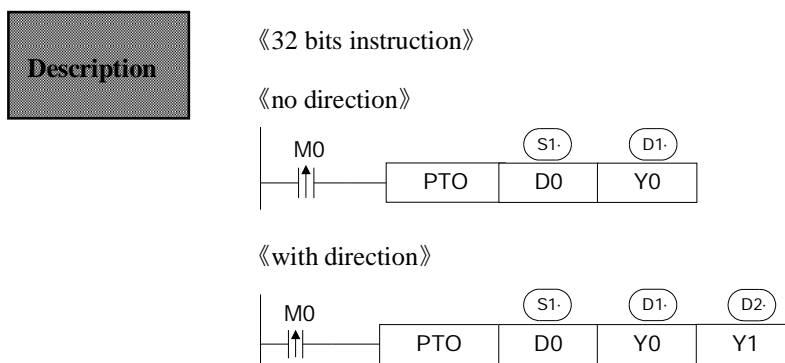 Description
《32 bits instruction》
《no direction》
S1· D1·
M0
PTO D0 Y0
《with direction》
S1· D1· D2·
M0
PTO D0 Y0 Y1